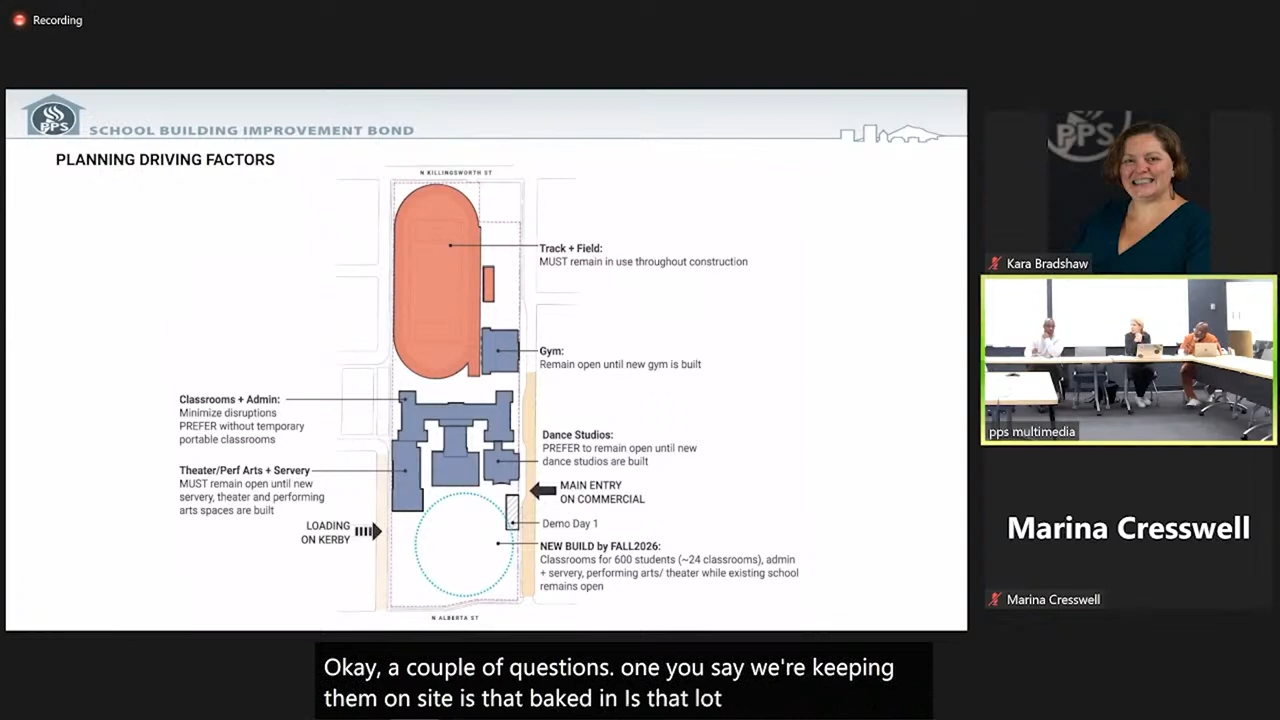 Recording
PPS
SCHOOL BUILDING IMPROVEMENT BOND
PLANNING DRIVING FACTORS
N KILLINGSWORTH ST
Track + Field:
MUST remain in use throughout construction
Gym:
Remain open until new gym is built
Classrooms + Admin:
Minimize disruptions
PREFER without temporary
portable classrooms
Dance Studios:
PREFER to remain open until new
dance studios are built
Theater/Perf Arts + Servery
MUST remain open until new
servery, theater and performing
arts spaces are built
MAIN ENTRY
ON COMMERCIAL
LOADING
ON KERBY
Demo Day 1
NEW BUILD by FALL2026:
Classrooms for 600 students (~24 classrooms), admin
+ servery, performing arts/ theater while existing school
remains open
N ALBERTA ST
PPS
Kara Bradshaw
pps multimedia
Marina Cresswell
Marina Cresswell
Okay, a couple of questions. one you say we're keeping
them on site is that baked in Is that lot